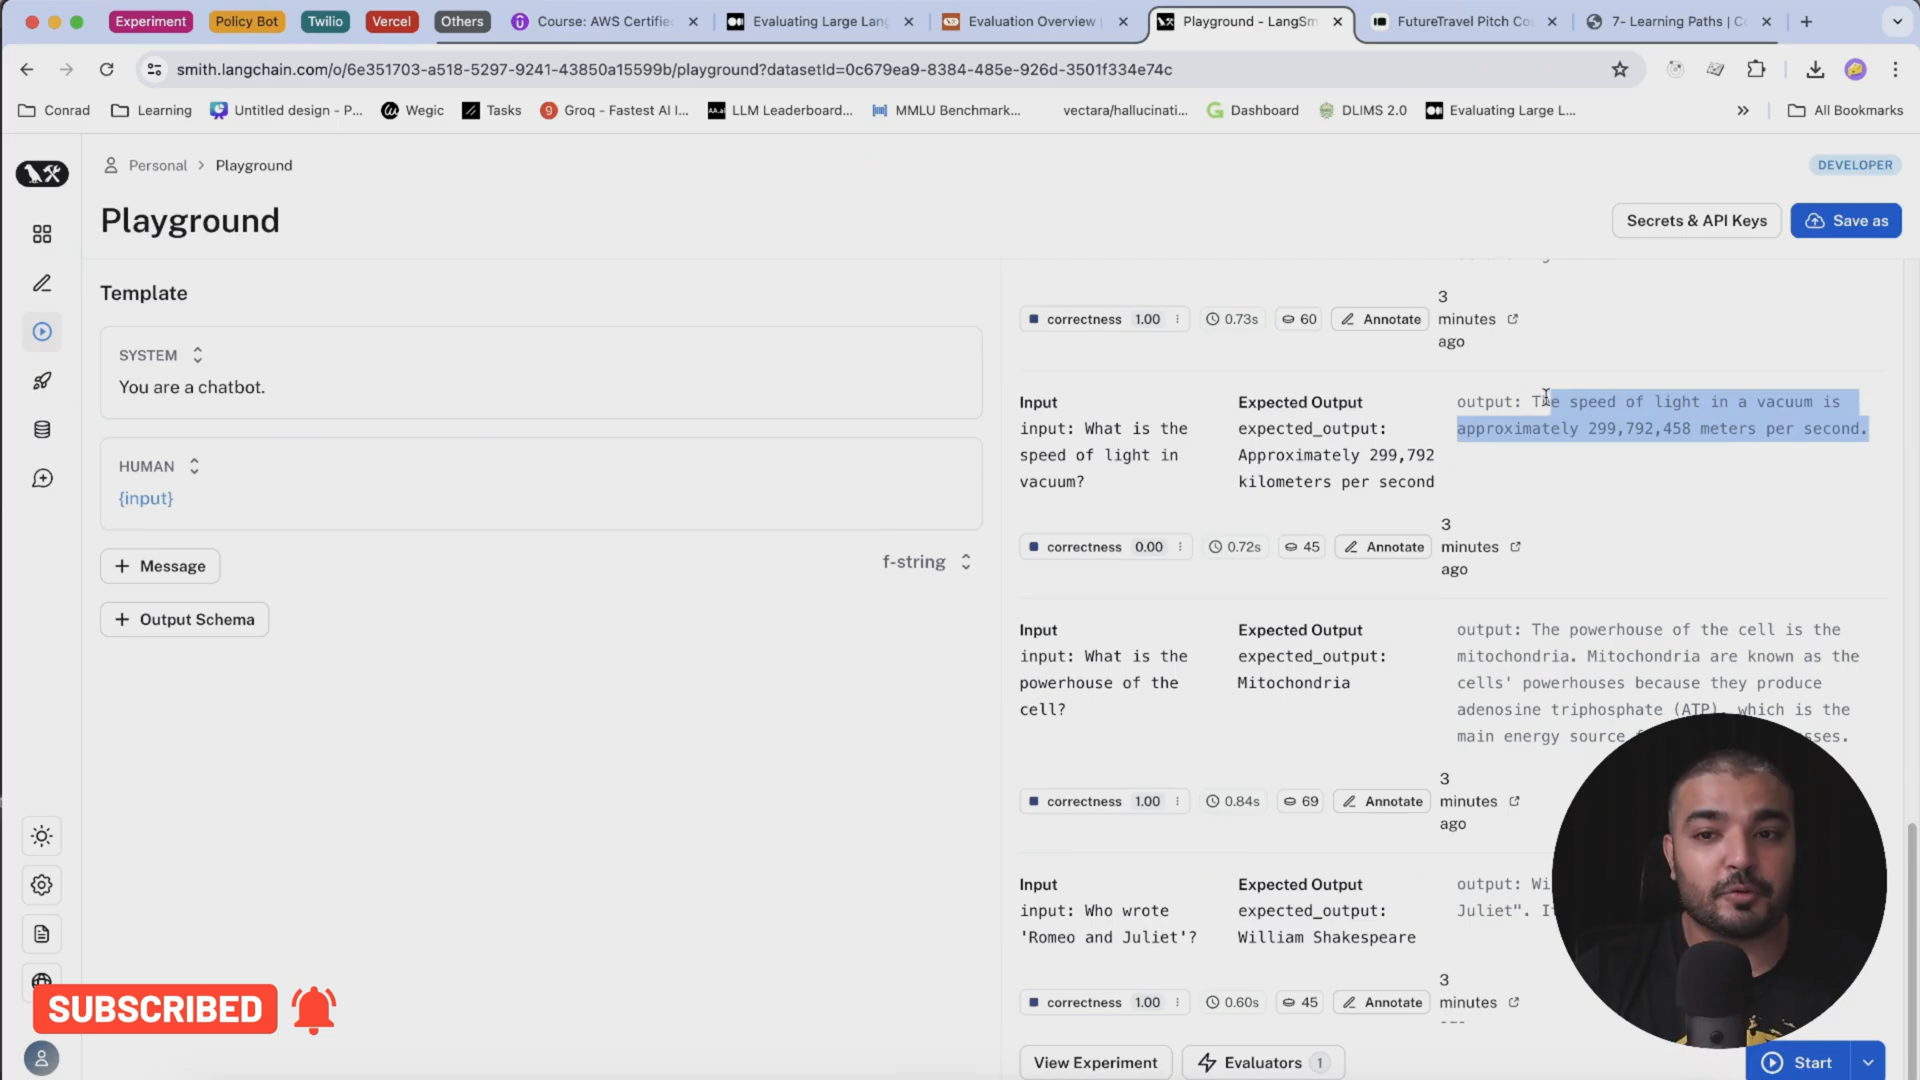 Experiment
Policy Bot
Twilio
Vercel
Others
Course: AWS Certifie
Evaluating Large Lang
Evaluation Overview
Playground - LangSm
FutureTravel Pitch Co
7- Learning Paths | C
smith.langchain.com/o/6e351703-a518-5297-9241-43850a15599b/playground?datasetId=0c679ea9-8384-485e-926d-3501f334e74c
Conrad
Learning
Untitled design - P...
Wegic
Tasks
Groq - Fastest AI I...
LLM Leaderboard...
MMLU Benchmark...
vectara/hallucinati...
Dashboard
DLIMS 2.0
Evaluating Large L...
All Bookmarks
Personal > Playground
DEVELOPER
Playground
Secrets & API Keys
Save as
Template
SYSTEM
You are a chatbot.
HUMAN
{input}
+ Message
f-string
+ Output Schema
correctness 1.00
0.73s
60
Annotate
3
minutes
ago
Input
input: What is the
speed of light in
vacuum?
Expected Output
expected_output:
Approximately 299,792
kilometers per second
output: The speed of light in a vacuum is
approximately 299,792,458 meters per second.
correctness 0.00
0.72s
45
Annotate
3
minutes
ago
Input
input: What is the
powerhouse of the
cell?
Expected Output
expected_output:
Mitochondria
output: The powerhouse of the cell is the
mitochondria. Mitochondria are known as the
cells' powerhouses because they produce
adenosine triphosphate (ATP), which is the
main energy source
correctness 1.00
0.84s
69
Annotate
3
minutes
ago
Input
input: Who wrote
'Romeo and Juliet'?
Expected Output
expected_output:
William Shakespeare
output: Wi
Juliet".
correctness 1.00
0.60s
45
Annotate
3
minutes
View Experiment
Evaluators 1
Start
SUBSCRIBED